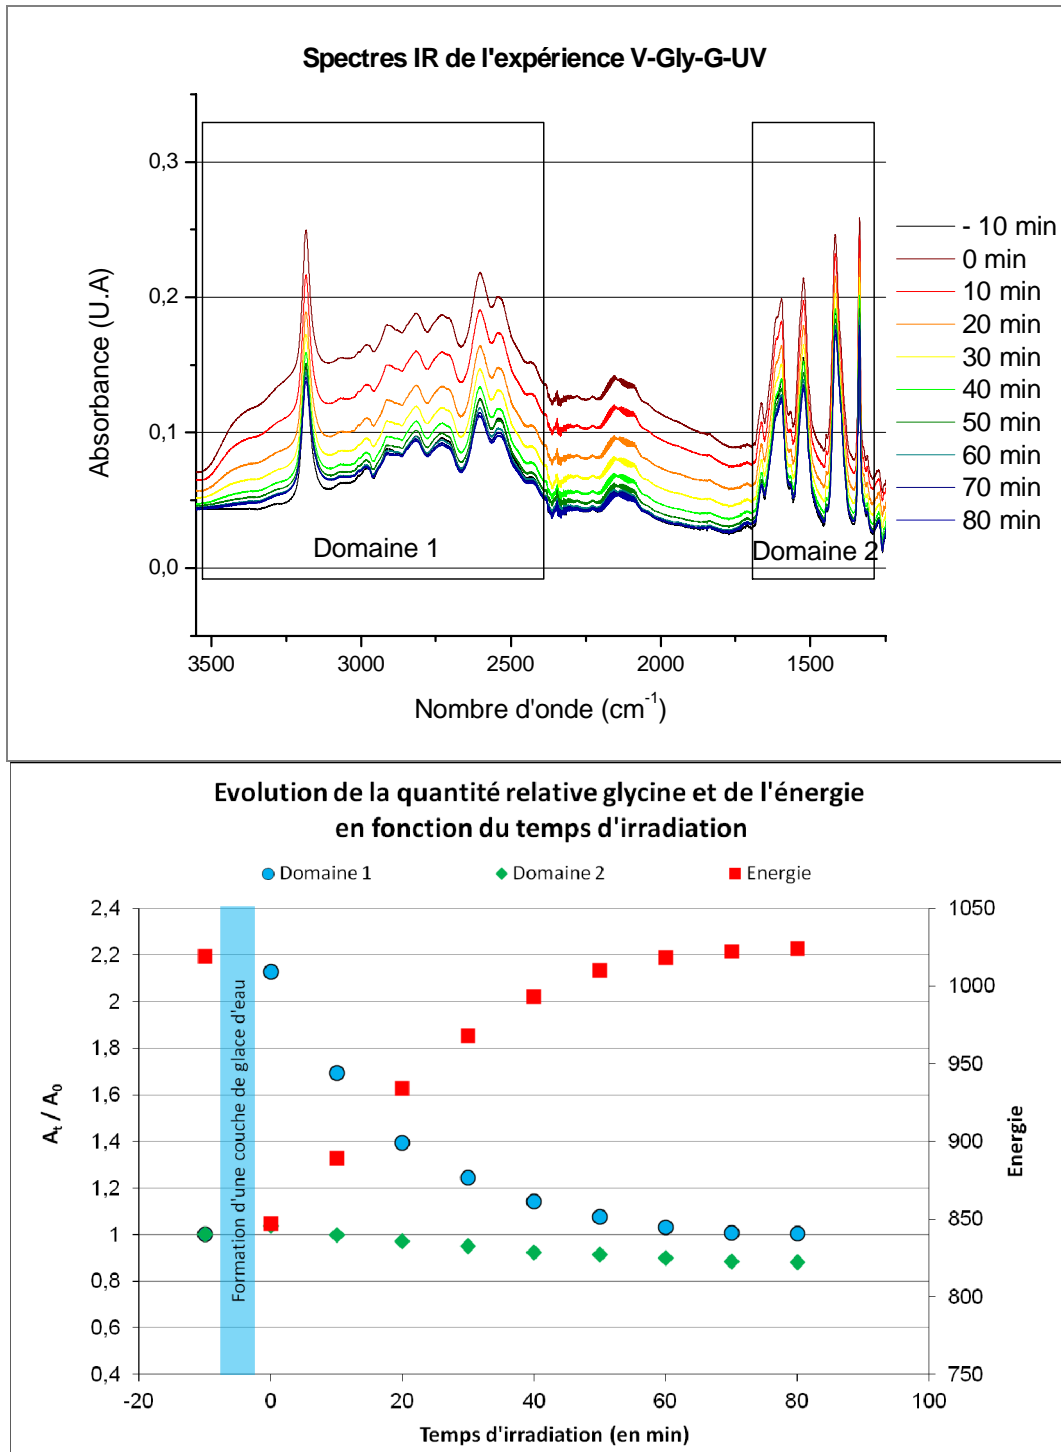 Spectres IR de l'expérience V-Gly-G-UV
Absorbance (U.A)
0,3
0,2
0,1
0,0
Domaine 1
Domaine 2
3500
3000
2500
2000
1500
Nombre d'onde (cm-1)
- 10 min
0 min
10 min
20 min
30 min
40 min
50 min
60 min
70 min
80 min
Evolution de la quantité relative glycine et de l'énergie
en fonction du temps d'irradiation
Domaine 1
Domaine 2
Energie
At / A0
2,4
2,2
2
1,8
1,6
1,4
1,2
1
0,8
0,6
0,4
Formation d'une couche de glace d'eau
1050
1000
950
900
850
800
750
Energie
-20
0
20
40
60
80
100
Temps d'irradiation (en min)